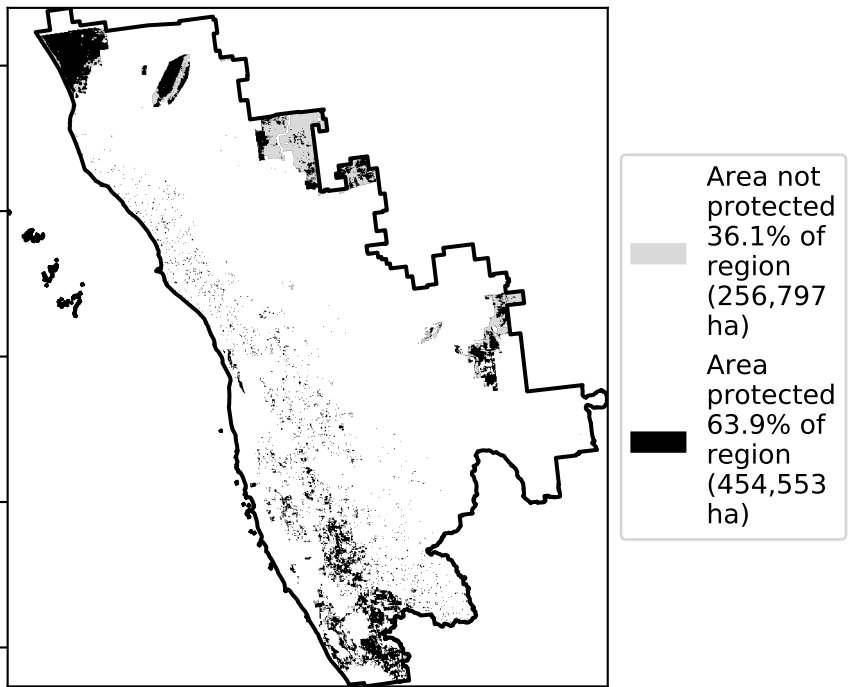 Area not
protected
36.1% of
region
(256,797
ha)
Area
protected
63.9% of
region
(454,553
ha)